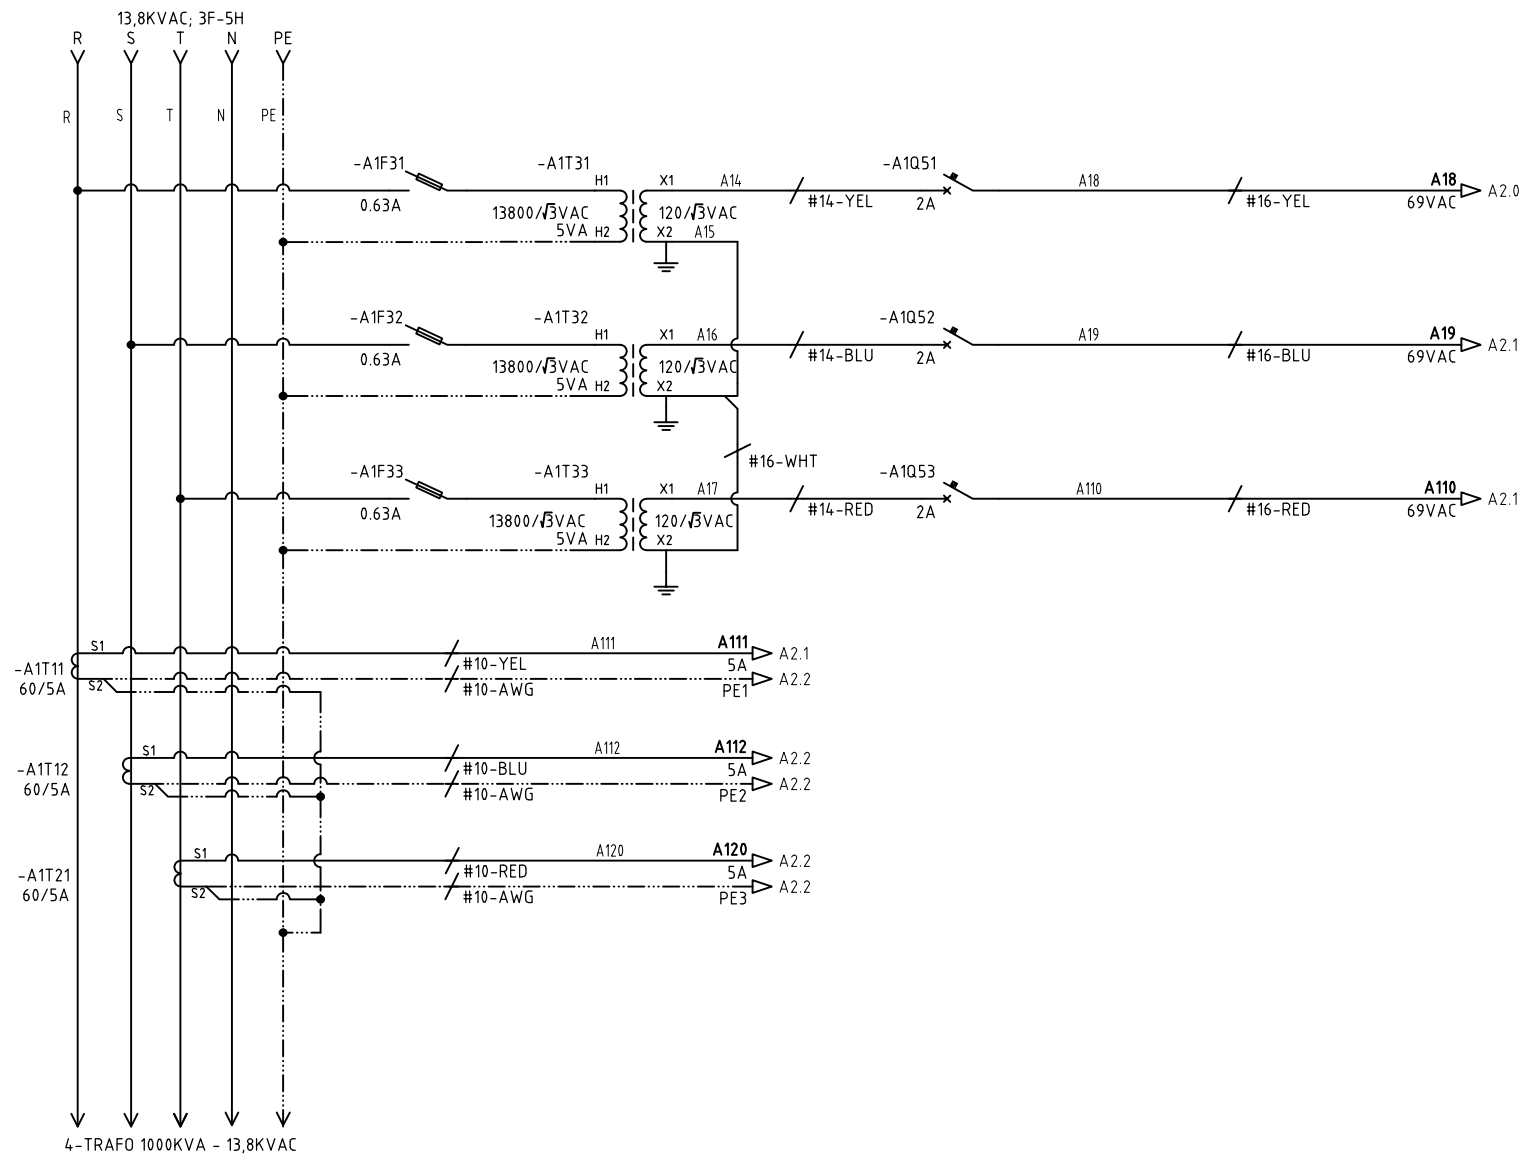 13,8KVAC; 3F-5H
R S T N PE
R S T N PE
-A1F31 -A1T31 -A1Q51
H1 X1 A14 A18 A18 A2.0
0.63A 13800/√3VAC 120/√3VAC #14-YEL 2A #16-YEL 69VAC
5VA H2 X2 A15
-A1F32 -A1T32 -A1Q52
H1 X1 A16 A19 A19 A2.1
0.63A 13800/√3VAC 120/√3VAC #14-BLU 2A #16-BLU 69VAC
5VA H2 X2
#16-WHT
-A1F33 -A1T33 -A1Q53
H1 X1 A17 A110 A110 A2.1
0.63A 13800/√3VAC 120/√3VAC #14-RED 2A #16-RED 69VAC
5VA H2 X2
S1 A111 A111 A2.1
-A1T11 #10-YEL 5A
60/5A S2 #10-AWG PE1 A2.2
S1 A112 A112 A2.2
-A1T12 #10-BLU 5A
60/5A S2 #10-AWG PE2 A2.2
S1 A120 A120 A2.2
-A1T21 #10-RED 5A
60/5A S2 #10-AWG PE3 A2.2
4-TRAFO 1000KVA - 13,8KVAC